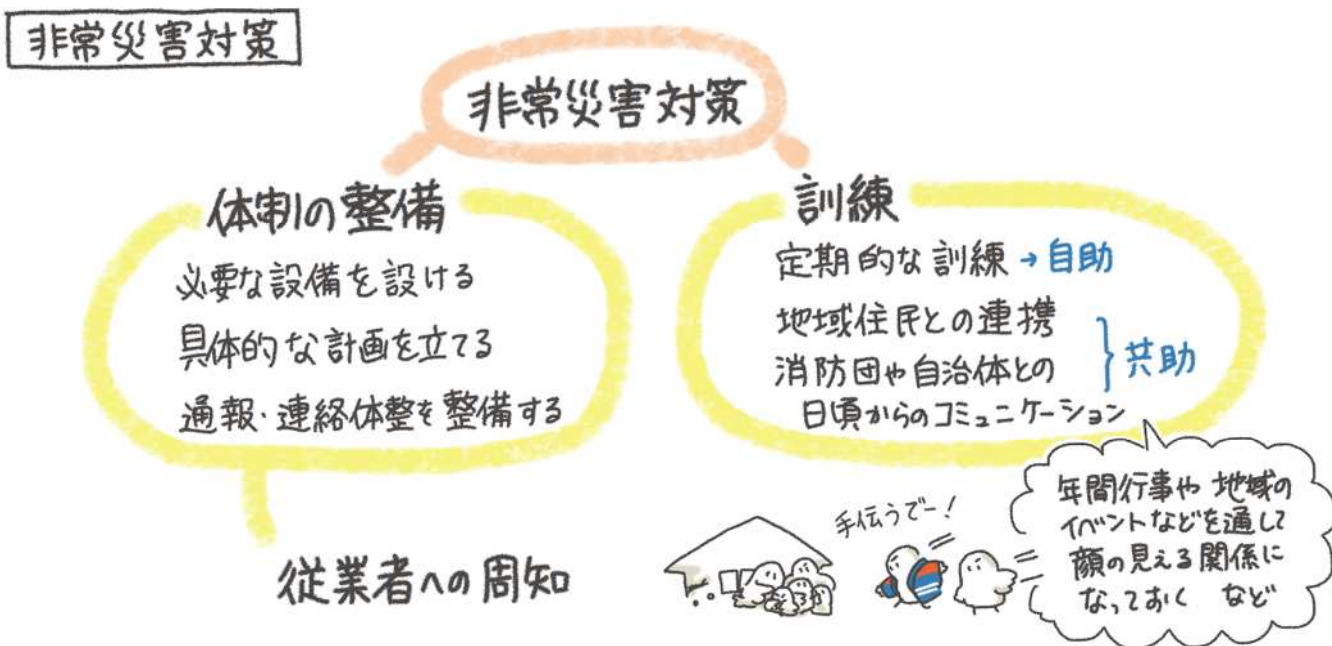 非常災害対策
非常災害対策
体制の整備
必要な設備を設ける
具体的な計画を立てる
通報・連絡体整を整備する
従業者への周知
訓練
定期的な訓練→自助
地域住民との連携
消防団や自治体との
日頃からのコミュニケーション
共助
年間行事や地域の
イベントなどを通して
顔の見える関係に
なっておく など
手伝うでー!